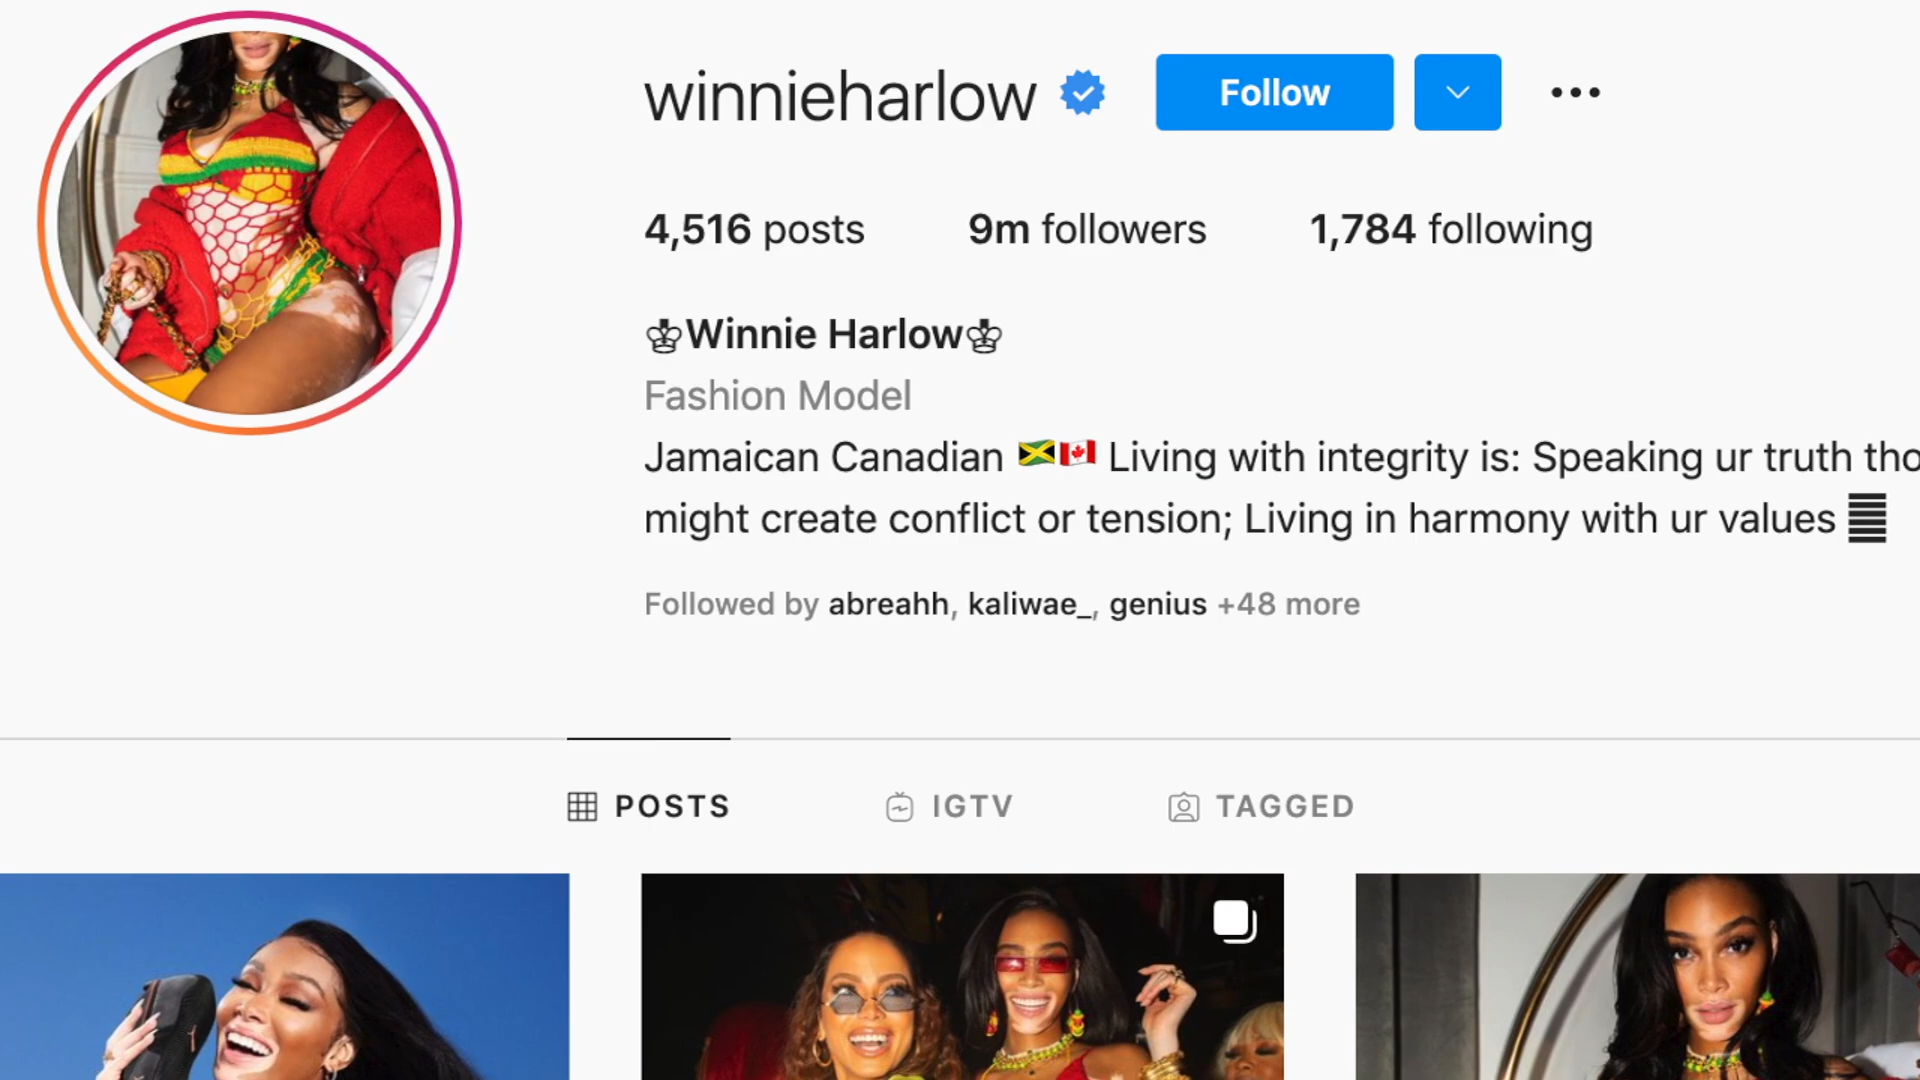 winnieharlow Follow
4,516 posts 9m followers 1,784 following
♔Winnie Harlow♔
Fashion Model
Jamaican Canadian 🇯🇲🇨🇦 Living with integrity is: Speaking ur truth tho
might create conflict or tension; Living in harmony with ur values
Followed by abreahh, kaliwae_, genius +48 more
POSTS IGTV TAGGED